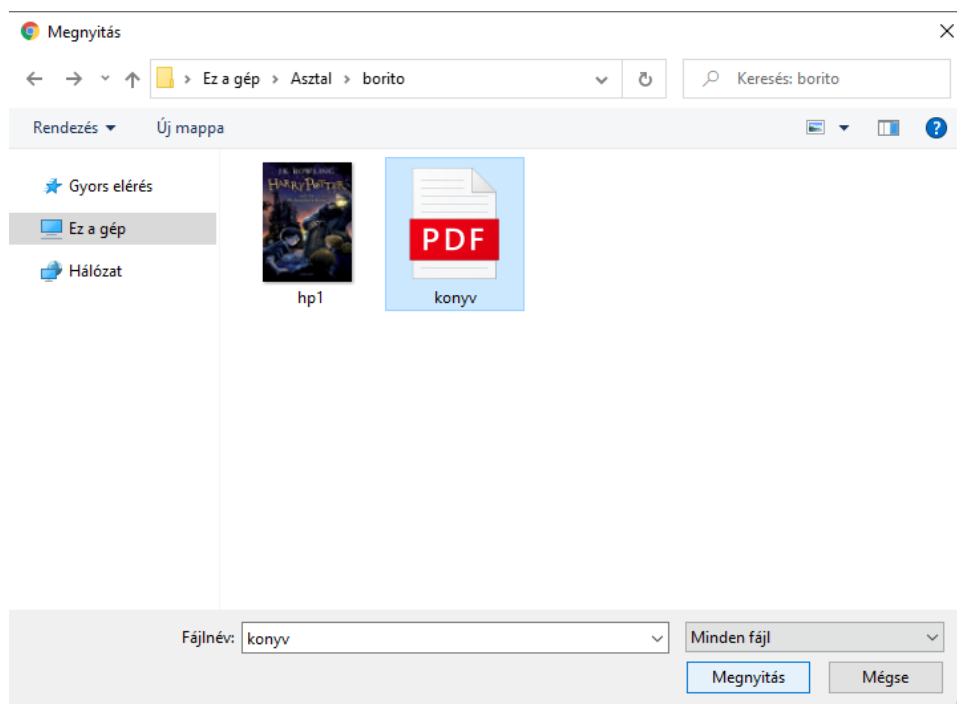 Megnyitás
Ez a gép > Asztal > borito
Keresés: borito
Rendezés
Új mappa
?
Gyors elérés
Ez a gép
Hálózat
J.K. ROWLING
HARRY POTTER
PDF
hp1
konyv
Fájlnév:
konyv
Minden fájl
Megnyitás
Mégse